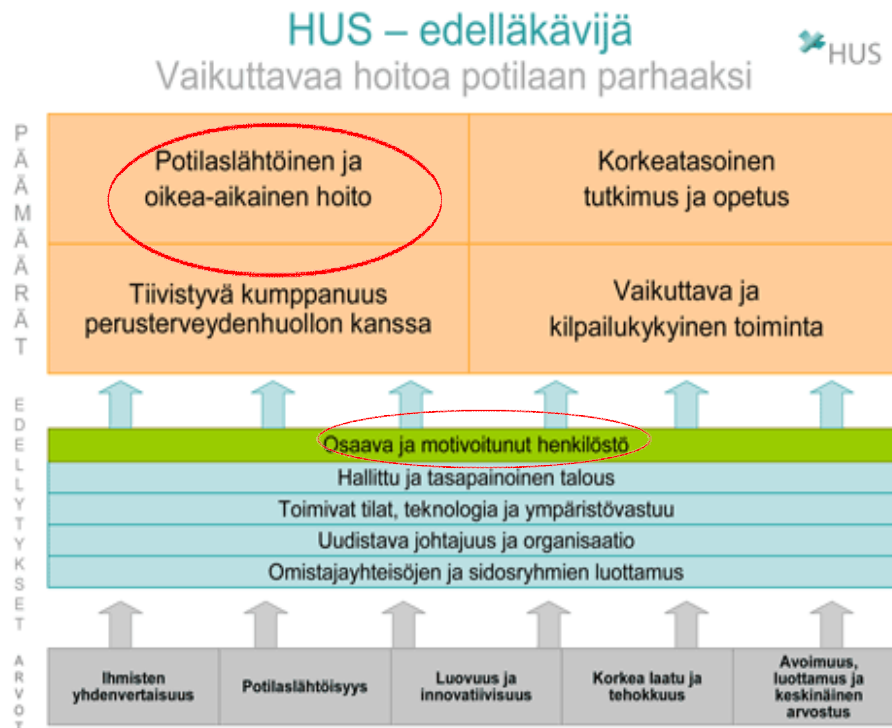 HUS – edelläkävijä
Vaikuttavaa hoitoa potilaan parhaaksi
HUS
PÄÄMÄÄRÄT
Potilaslähtöinen ja
oikea-aikainen hoito
Korkeatasoinen
tutkimus ja opetus
Tiivistyvä kumppanuus
perusterveydenhuollon kanssa
Vaikuttava ja
kilpailukykyinen toiminta
EDELLYTYKSET
Osaava ja motivoitunut henkilöstö
Hallittu ja tasapainoinen talous
Toimivat tilat, teknologia ja ympäristövastuu
Uudistava johtajuus ja organisaatio
Omistajayhteisöjen ja sidosryhmien luottamus
ARVOT
Ihmisten
yhdenvertaisuus
Potilaslähtöisyys
Luovuus ja
innovatiivisuus
Korkea laatu ja
tehokkuus
Avoimuus,
luottamus ja
keskinäinen
arvostus